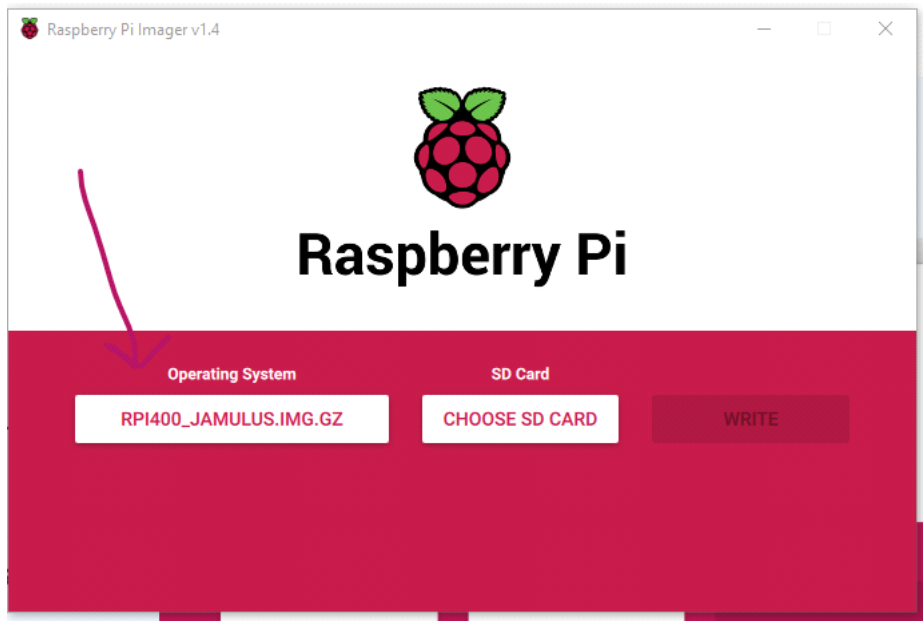 Raspberry Pi Imager v1.4
Raspberry Pi
Operating System
SD Card
RPI400_JAMULUS.IMG.GZ
CHOOSE SD CARD
WRITE